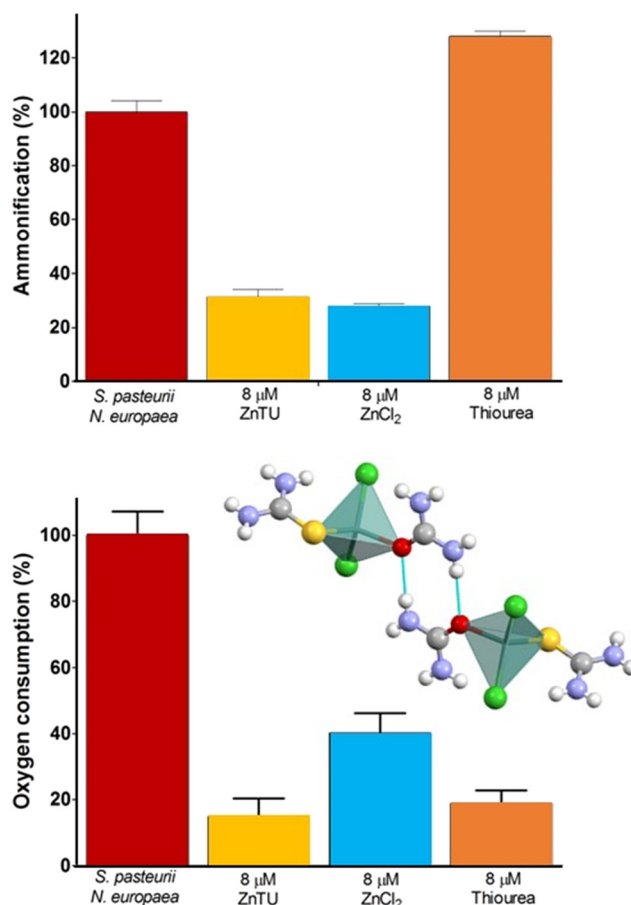 Ammonification (%)
120
100
80
60
40
20
0
S. pasteurii
N. europaea
8 μM
ZnTU
8 μM
ZnCl₂
8 μM
Thiourea
Oxygen consumption (%)
100
80
60
40
20
0
S. pasteurii
N. europaea
8 μM
ZnTU
8 μM
ZnCl₂
8 μM
Thiourea